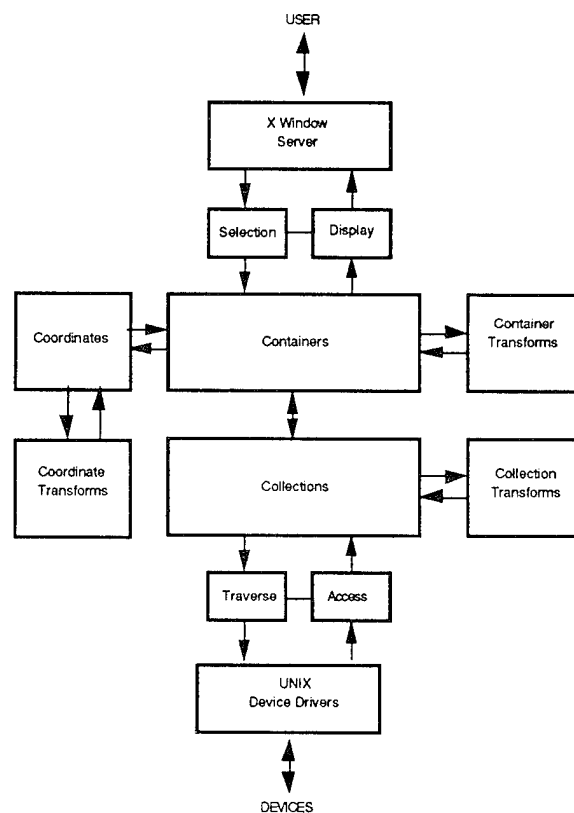 USER
X Window
Server
Selection
Display
Coordinates
Containers
Container
Transforms
Coordinate
Transforms
Collections
Collection
Transforms
Traverse
Access
UNIX
Device Drivers
DEVICES